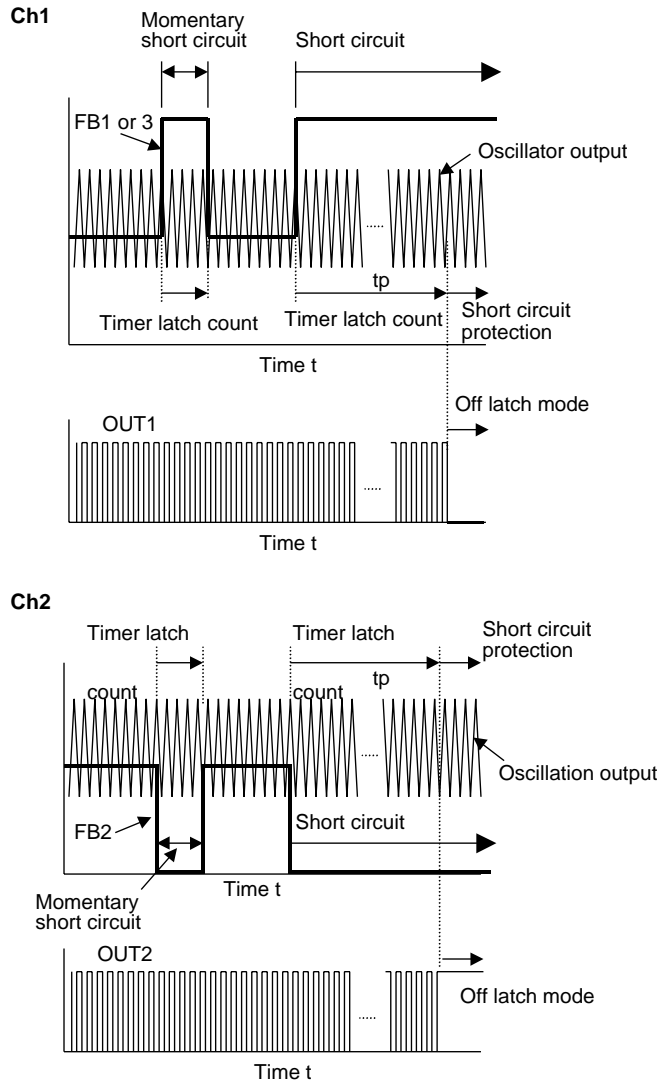 Ch1
Momentary
short circuit
Short circuit
FB1 or 3
Oscillator output
.....
tp
Timer latch count
Timer latch count
Short circuit
protection
Time t
Off latch mode
OUT1
.....
Time t
Ch2
Timer latch
count
Timer latch
count
tp
Short circuit
protection
.....
Oscillation output
FB2
Short circuit
Momentary
short circuit
Time t
OUT2
Off latch mode
.....
Time t